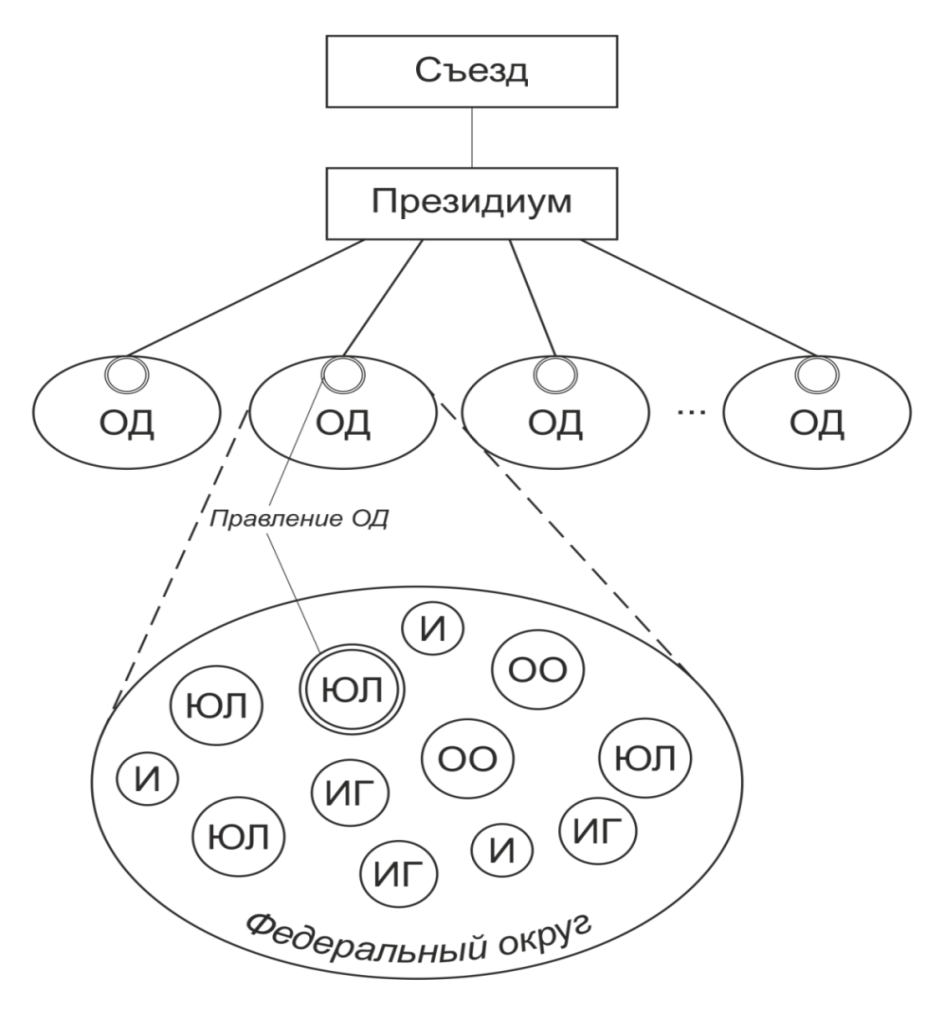 Съезд
Президиум
ОД ОД ОД ... ОД
Правление ОД
И
ОО
ЮЛ
ЮЛ
ОО
ЮЛ
И
ИГ
ИГ
ЮЛ
И
ИГ
Федеральный округ